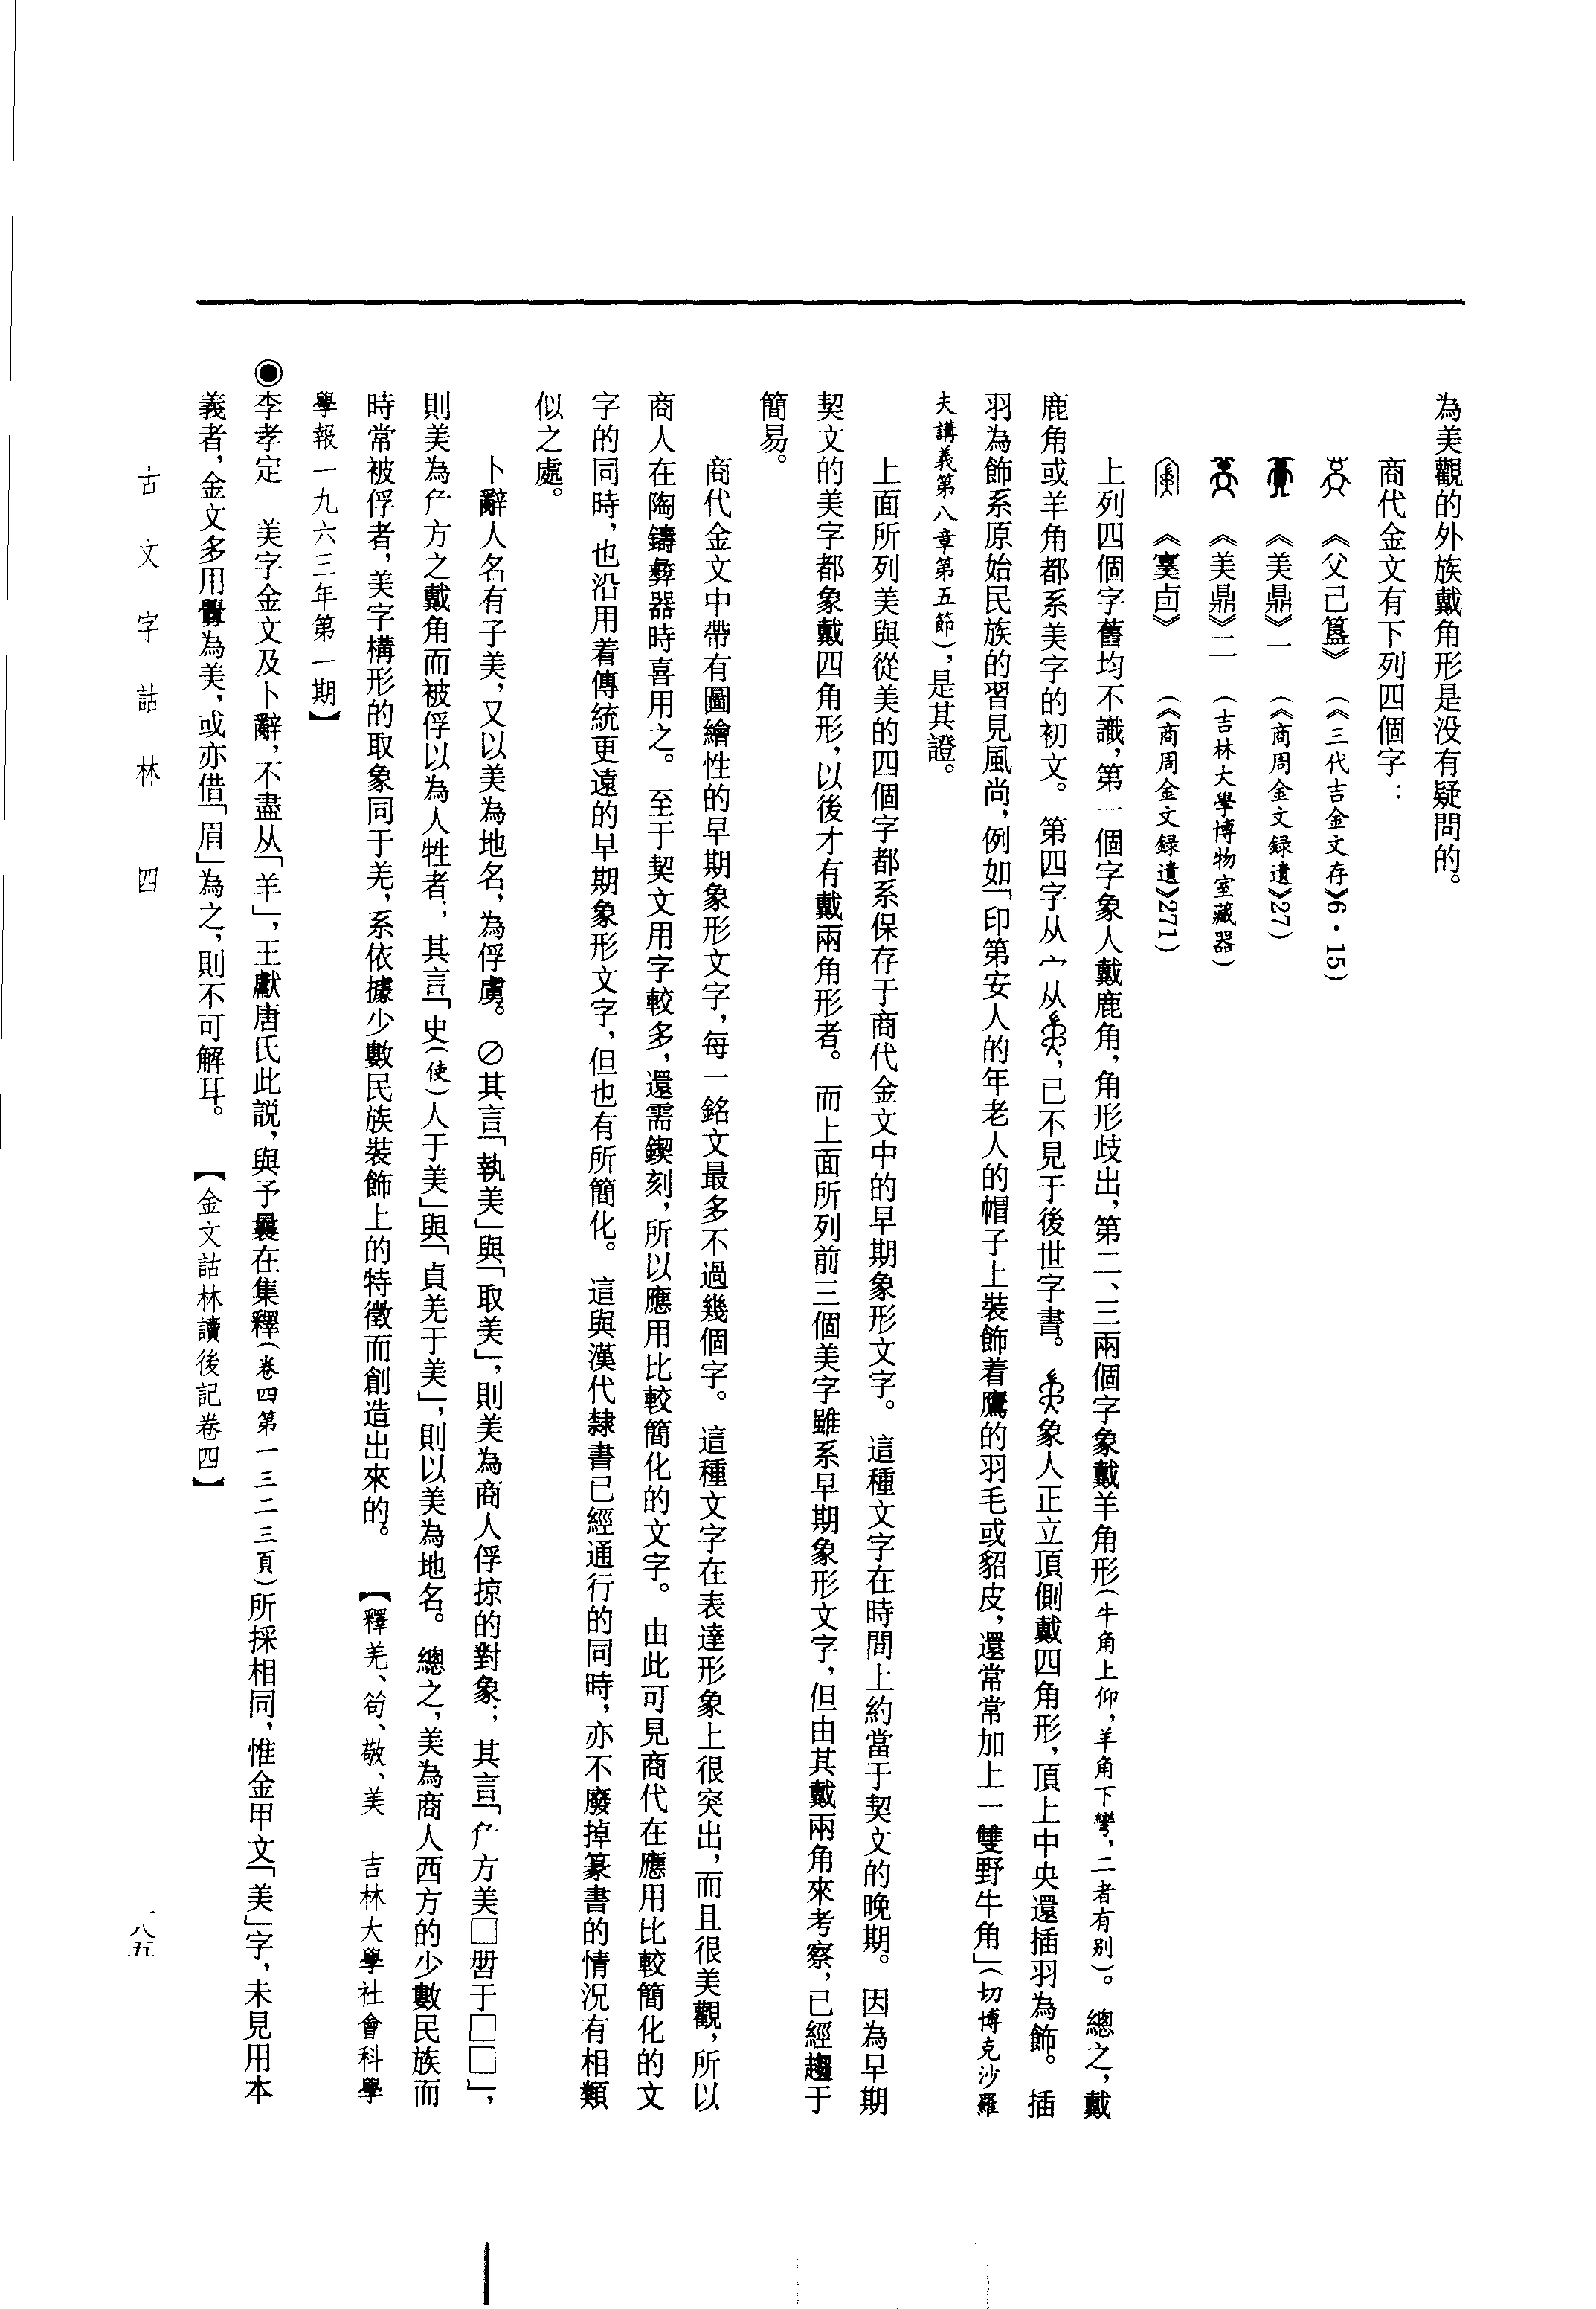 為美觀的外族戴角形是没有疑問的。
商代金文有下列四個字：
《父己簋》 （《三代吉金文存》6·15）
《美鼎》一 （《商周金文録遺》27）
《美鼎》二 （吉林大學博物室藏器）
卣》 （《商周金文録遺》271）
上列四個字舊均不識，第一個字象人戴鹿角，角形歧出，第二、三兩個字象戴羊角形（牛角上仰，羊角下彎，二者有别）。總之，戴
鹿角或羊角都系美字的初文。第四字从宀从，已不見于後世字書。象人正立頂側戴四角形，頂上中央還插羽為飾。插
羽為飾系原始民族的習見風尚，例如「印第安人的年老人的帽子上裝飾着鷹的羽毛或貂皮，還常常加上一雙野牛角」（切博克沙羅
夫講義第八章第五節），是其證。
上面所列美與從美的四個字都系保存于商代金文中的早期象形文字。這種文字在時間上約當于契文的晚期。因為早期
契文的美字都象戴四角形，以後才有戴兩角形者。而上面所列前三個美字雖系早期象形文字，但由其戴兩角來考察，已經趨于
簡易。
商代金文中帶有圖繪性的早期象形文字，每一銘文最多不過幾個字。這種文字在表達形象上很突出，而且很美觀，所以
商人在陶鑄彝器時喜用之。至于契文用字較多，還需鍥刻，所以應用比較簡化的文字。由此可見商代在應用比較簡化的文
字的同時，也沿用着傳統更遠的早期象形文字，但也有所簡化。這與漢代隸書已經通行的同時，亦不廢掉篆書的情況有相類
似之處。
卜辭人名有子美，又以美為地名，為俘虜。⊘其言「執美」與「取美」，則美為商人俘掠的對象；其言「𠂉方美□𦥑于□□」，
則美為𠂉方之戴角而被俘以為人牲者；其言「史（使）人于美」與「貞羌于美」，則以美為地名。總之，美為商人西方的少數民族而
時常被俘者，美字構形的取象同于羌，系依據少數民族裝飾上的特徵而創造出來的。 【釋羌、茍、敬、美 吉林大學社會科學
學報一九六三年第一期】
◉李孝定 美字金文及卜辭，不盡从「羊」，王獻唐氏此説，與予曩在集釋（卷四第一三二三頁）所採相同，惟金甲文「美」字，未見用本
義者，金文多用釁為美，或亦借「眉」為之，則不可解耳。 【金文詁林讀後記卷四】
古文字詁林 四
一八五